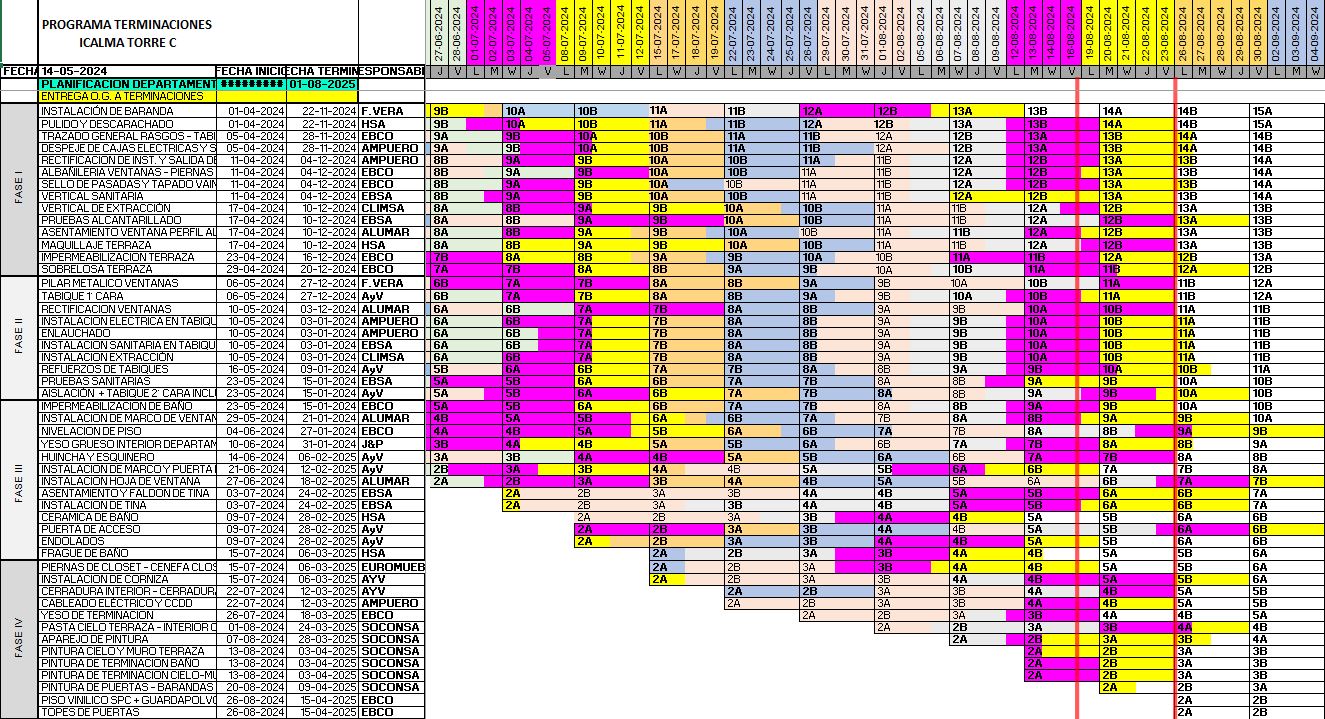 PROGRAMA TERMINACIONES
ICALMA TORRE C
27-06-2024 28-06-2024 01-07-2024 02-07-2024 03-07-2024 04-07-2024 05-07-2024 08-07-2024 09-07-2024 10-07-2024 11-07-2024 12-07-2024 15-07-2024 16-07-2024 17-07-2024 18-07-2024 19-07-2024 22-07-2024 23-07-2024 24-07-2024 25-07-2024 26-07-2024 29-07-2024 30-07-2024 31-07-2024 01-08-2024 02-08-2024 05-08-2024 06-08-2024 07-08-2024 08-08-2024 09-08-2024 12-08-2024 13-08-2024 14-08-2024 16-08-2024 19-08-2024 20-08-2024 21-08-2024 22-08-2024 23-08-2024 26-08-2024 27-08-2024 28-08-2024 29-08-2024 30-08-2024 02-09-2024 03-09-2024 04-09-2024
FECHA 14-05-2024 FECHA INICIO ECHA TERMIN ESPONSABL
PLANIFICACION DEPARTAMENT ######### 01-08-2025
ENTREGA O.G. A TERMINACIONES
FASE I
INSTALACIÓN DE BARANDA 01-04-2024 22-11-2024 F.VERA 9B 10A 10B 11A 11B 12A 12B 13A 13B 14A 14B 15A
PULIDO Y DESCARACHADO 01-04-2024 22-11-2024 HSA 9B 10A 10B 11A 11B 12A 12B 13A 13B 14A 14B 15A
TRAZADO GENERAL RASGOS - TABI 05-04-2024 28-11-2024 EBCO 9A 9B 10A 10B 11A 11B 12A 12B 13A 13B 14A 14B
DESPEJE DE CAJAS ELECTRICAS Y S 05-04-2024 28-11-2024 AMPUERO 9A 9B 10A 10B 11A 11B 12A 12B 13A 13B 14A 14B
RECTIFICACION DE INST. Y SALIDA DE 11-04-2024 04-12-2024 AMPUERO 8B 9A 9B 10A 10B 11A 11B 12A 12B 13A 13B 14A
ALBAÑILERIA VENTANAS - PIERNAS 11-04-2024 04-12-2024 EBCO 8B 9A 9B 10A 10B 11A 11B 12A 12B 13A 13B 14A
SELLO DE PASADAS Y TAPADO VAIN 11-04-2024 04-12-2024 EBCO 8B 9A 9B 10A 10B 11A 11B 12A 12B 13A 13B 14A
VERTICAL SANITARIA 11-04-2024 04-12-2024 EBSA 8B 9A 9B 10A 10B 11A 11B 12A 12B 13A 13B 14A
VERTICAL DE EXTRACCIÓN 17-04-2024 10-12-2024 CLIMSA 8A 8B 9A 9B 10A 10B 11A 11B 12A 12B 13A 13B
PRUEBAS ALCANTARILLADO 17-04-2024 10-12-2024 EBSA 8A 8B 9A 9B 10A 10B 11A 11B 12A 12B 13A 13B
ASENTAMIENTO VENTANA PERFIL AL 17-04-2024 10-12-2024 ALUMAR 8A 8B 9A 9B 10A 10B 11A 11B 12A 12B 13A 13B
MAQUILLAJE TERRAZA 17-04-2024 10-12-2024 HSA 8A 8B 9A 9B 10A 10B 11A 11B 12A 12B 13A 13B
IMPERMEABILIZACION TERRAZA 23-04-2024 16-12-2024 EBCO 7B 8A 8B 9A 9B 10A 10B 11A 11B 12A 12B 13A
SOBRELOSA TERRAZA 29-04-2024 20-12-2024 EBCO 7A 7B 8A 8B 9A 9B 10A 10B 11A 11B 12A 12B
FASE II
PILAR METALICO VENTANAS 06-05-2024 27-12-2024 F.VERA 6B 7A 7B 8A 8B 9A 9B 10A 10B 11A 11B 12A
TABIQUE 1° CARA 06-05-2024 27-12-2024 AyV 6B 7A 7B 8A 8B 9A 9B 10A 10B 11A 11B 12A
RECTIFICACION VENTANAS 10-05-2024 03-12-2024 ALUMAR 6B 6B 7A 7B 8A 8B 9A 9B 10A 10B 11A 11B
INSTALACION ELECTRICA EN TABIQU 10-05-2024 03-01-2024 AMPUERO 6A 6B 7A 7B 8A 8B 9A 9B 10A 10B 11A 11B
ENLAUCHADO 10-05-2024 03-01-2024 AMPUERO 6A 6B 7A 7B 8A 8B 9A 9B 10A 10B 11A 11B
INSTALACION SANITARIA EN TABIQU 10-05-2024 03-01-2024 EBSA 6A 6B 7A 7B 8A 8B 9A 9B 10A 10B 11A 11B
INSTALACION EXTRACCIÓN 10-05-2024 03-01-2024 CLIMSA 6A 6B 7A 7B 8A 8B 9A 9B 10A 10B 11A 11B
REFUERZOS DE TABIQUES 16-05-2024 09-01-2024 AyV 5B 6A 6B 7A 7B 8A 8B 9A 9B 10A 10B 11A
PRUEBAS SANITARIAS 23-05-2024 15-01-2024 EBSA 5A 5B 6A 6B 7A 7B 8A 8B 9A 9B 10A 10B
AISLACIÓN + TABIQUE 2° CARA INCLU 23-05-2024 15-01-2024 AyV 5A 5B 6A 6B 7A 7B 8A 8B 9A 9B 10A 10B
FASE III
IMPERMEABILIZACION DE BAÑO 23-05-2024 15-01-2024 EBCO 5A 5B 6A 6B 7A 7B 8A 8B 9A 9B 10A 10B
INSTALACION DE MARCO DE VENTAN 29-05-2024 21-01-2024 ALUMAR 4B 5A 5B 6A 6B 7A 7B 8A 8B 9A 9B 10A
NIVELACION DE PISO 04-06-2024 27-01-2024 EBCO 4A 4B 5A 5B 6A 6B 7A 7B 8A 8B 9A 9B
YESO GRUESO INTERIOR DEPARTAM 10-06-2024 31-01-2024 J&P 3B 4A 4B 5A 5B 6A 6B 7A 7B 8A 8B 9A
HUINCHA Y ESQUINERO 14-06-2024 06-02-2024 AyV 3A 3B 4A 4B 5A 5B 6A 6B 7A 7B 8A 8B
INSTALACION DE MARCO Y PUERTA I 21-06-2024 12-02-2024 AyV 2B 3A 3B 4A 4B 5A 5B 6A 6B 7A 7B 8A
INSTALACION HOJA DE VENTANA 27-06-2024 18-02-2024 ALUMAR 2A 2B 3A 3B 4A 4B 5A 5B 6A 6B 7A 7B
ASENTAMIENTO Y FALDON DE TINA 03-07-2024 24-02-2024 EBSA 2A 2B 3A 3B 4A 4B 5A 5B 6A 6B 7A
INSTALACION DE TINA 03-07-2024 24-02-2024 EBSA 2A 2B 3A 3B 4A 4B 5A 5B 6A 6B 7A
CERAMICA DE BAÑO 09-07-2024 28-02-2024 HSA 2A 2B 3A 3B 4A 4B 5A 5B 6A 6B
PUERTA DE ACCESO 09-07-2024 28-02-2024 AyV 2A 2B 3A 3B 4A 4B 5A 5B 6A 6B
ENDOLADOS 09-07-2024 28-02-2024 AyV 2A 2B 3A 3B 4A 4B 5A 5B 6A 6B
FRAGUE DE BAÑO 15-07-2024 06-03-2025 HSA 2A 2B 3A 3B 4A 4B 5A 5B 6A
FASE IV
PIERNAS DE CLOSET - CENEFA CLOS 15-07-2024 06-03-2025 EUROMUEB 2A 2B 3A 3B 4A 4B 5A 5B 6A
INSTALACION DE CORNIZA 15-07-2024 06-03-2025 AYV 2A 2B 3A 3B 4A 4B 5A 5B 6A
CERRADURA INTERIOR - CERRADURA 22-07-2024 12-03-2025 AYV 2A 2B 3A 3B 4A 4B 5A 5B
CABLEADO ELECTRICO Y CCDD 22-07-2024 12-03-2025 AMPUERO 2A 2B 3A 3B 4A 4B 5A 5B
YESO DE TERMINACION 26-07-2024 18-03-2025 EBCO 2A 2B 3A 3B 4A 4B 5A
PASTA CIELO TERRAZA - INTERIOR C 01-08-2024 24-03-2025 SOCONSA 2A 2B 3A 3B 4A 4B
APAREJO DE PINTURA 07-08-2024 28-03-2025 SOCONSA 2A 2B 3A 3B 4A
PINTURA CIELO Y MURO TERRAZA 13-08-2024 03-04-2025 SOCONSA 2A 2B 3A 3B
PINTURA DE TERMINACION BAÑO 13-08-2024 03-04-2025 SOCONSA 2A 2B 3A 3B
PINTURA DE TERMINACION CIELO-MU 13-08-2024 03-04-2025 SOCONSA 2A 2B 3A 3B
PINTURA DE PUERTAS - BARANDAS 20-08-2024 09-04-2025 SOCONSA 2A 2B 3A
PISO VINILICO SPC + GUARDAPOLVO 26-08-2024 15-04-2025 EBCO 2A 2B
TOPES DE PUERTAS 26-08-2024 15-04-2025 EBCO 2A 2B